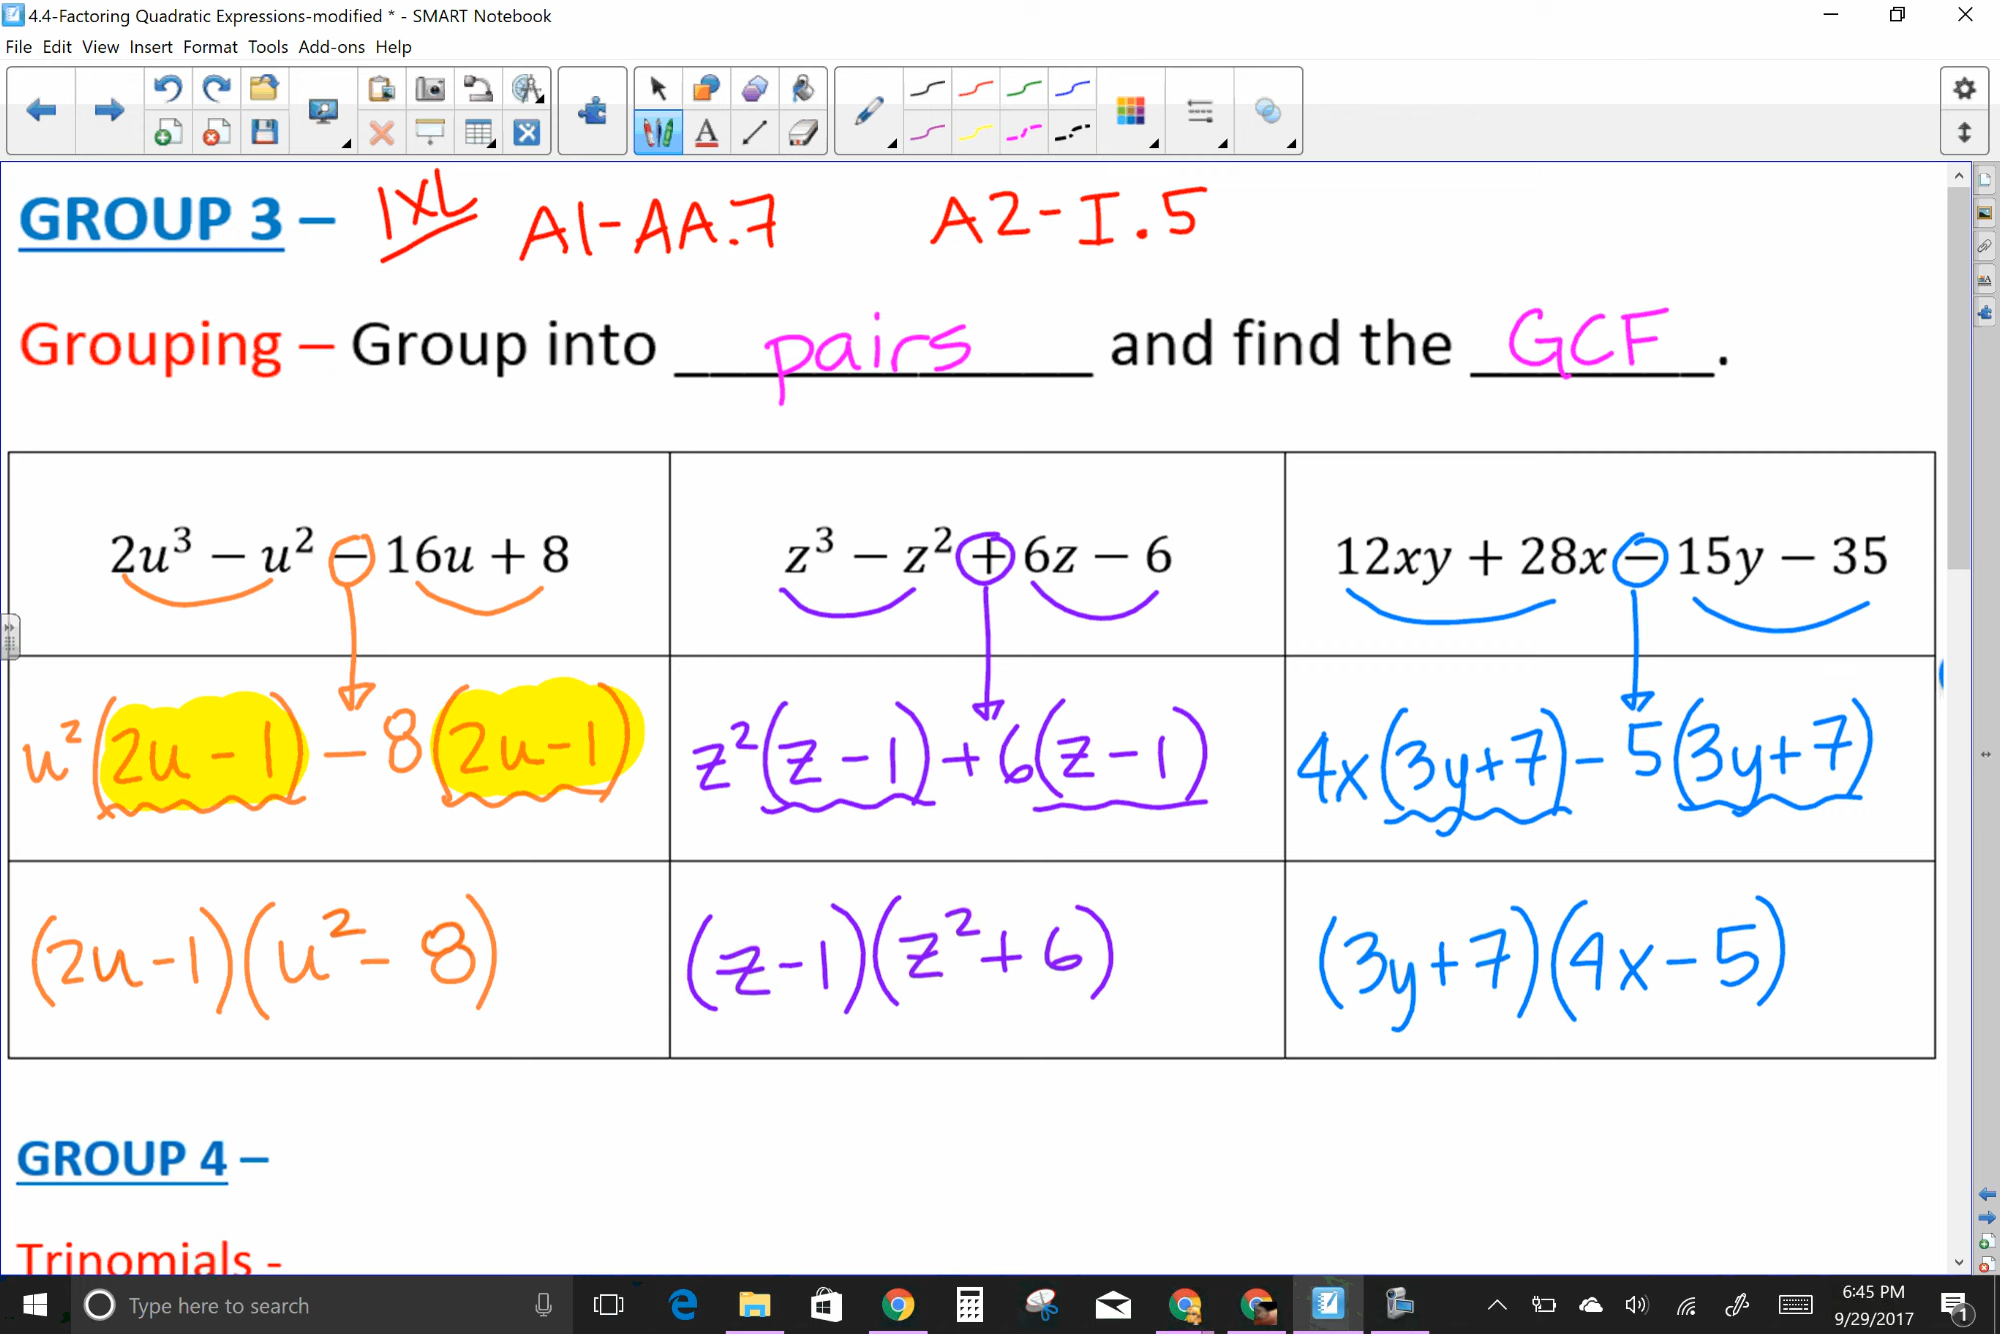 4.4-Factoring Quadratic Expressions-modified * - SMART Notebook
File Edit View Insert Format Tools Add-ons Help
GROUP 3 – IXL A1-AA.7 A2-I.5
Grouping – Group into pairs and find the GCF.
2u³ − u² − 16u + 8
z³ − z² + 6z − 6
12xy + 28x − 15y − 35
u²(2u-1) - 8(2u-1)
z²(z-1)+6(z-1)
4x(3y+7)-5(3y+7)
(2u-1)(u²-8)
(z-1)(z²+6)
(3y+7)(4x-5)
GROUP 4 –
Trinomials -
Type here to search
6:45 PM
9/29/2017
1